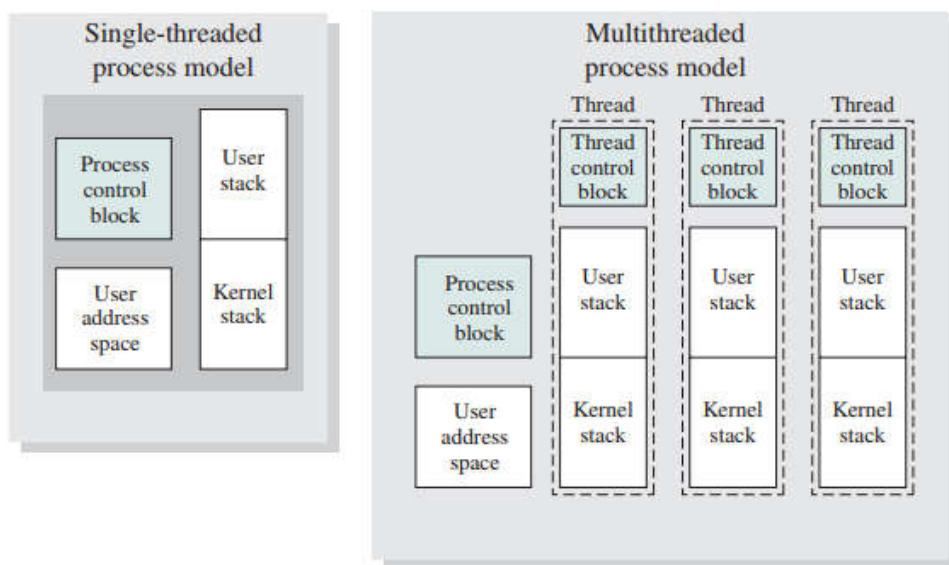 Single-threaded
process model
Process
control
block
User
stack
User
address
space
Kernel
stack
Multithreaded
process model
Thread
Thread
Thread
Thread
control
block
Thread
control
block
Thread
control
block
Process
control
block
User
stack
User
stack
User
stack
User
address
space
Kernel
stack
Kernel
stack
Kernel
stack